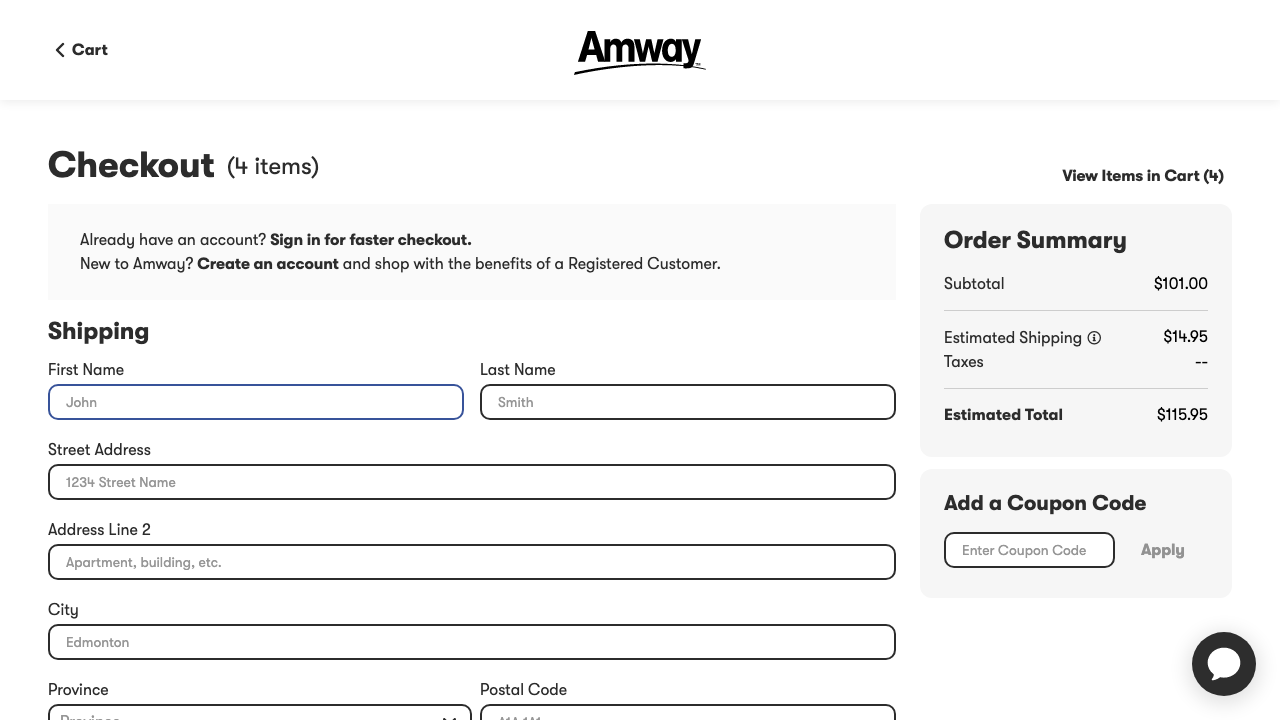 Cart
Amway
Checkout (4 items)
View Items in Cart (4)
Already have an account? Sign in for faster checkout.
New to Amway? Create an account and shop with the benefits of a Registered Customer.
Shipping
First Name
John
Last Name
Smith
Street Address
1234 Street Name
Address Line 2
Apartment, building, etc.
City
Edmonton
Province
Province
Postal Code
A1A 1A1
Order Summary
Subtotal $101.00
Estimated Shipping $14.95
Taxes --
Estimated Total $115.95
Add a Coupon Code
Enter Coupon Code
Apply